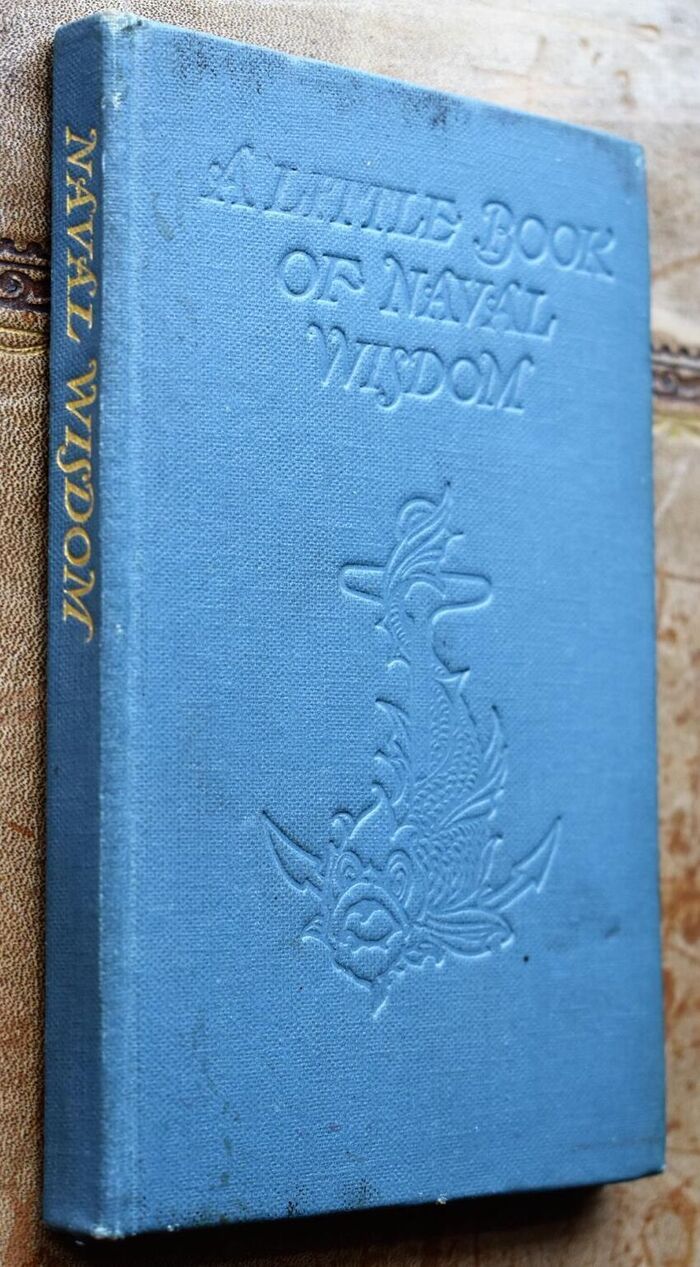 NAVAL WISDOM
A LITTLE BOOK
OF NAVAL
WISDOM